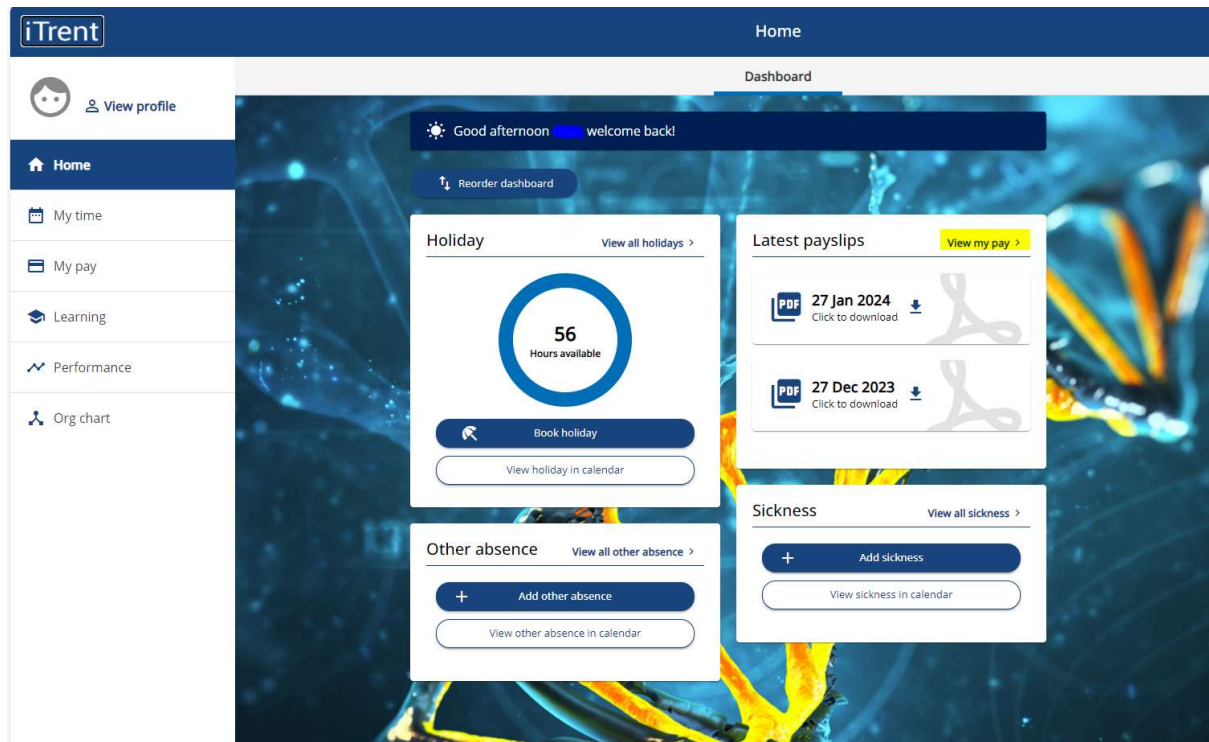 iTrent
Home
View profile
Dashboard
Good afternoon welcome back!
Home
Reorder dashboard
My time
My pay
Learning
Performance
Org chart
Holiday View all holidays >
56
Hours available
Book holiday
View holiday in calendar
Latest payslips View my pay >
PDF 27 Jan 2024
Click to download
PDF 27 Dec 2023
Click to download
Other absence View all other absence >
Add other absence
View other absence in calendar
Sickness View all sickness >
Add sickness
View sickness in calendar